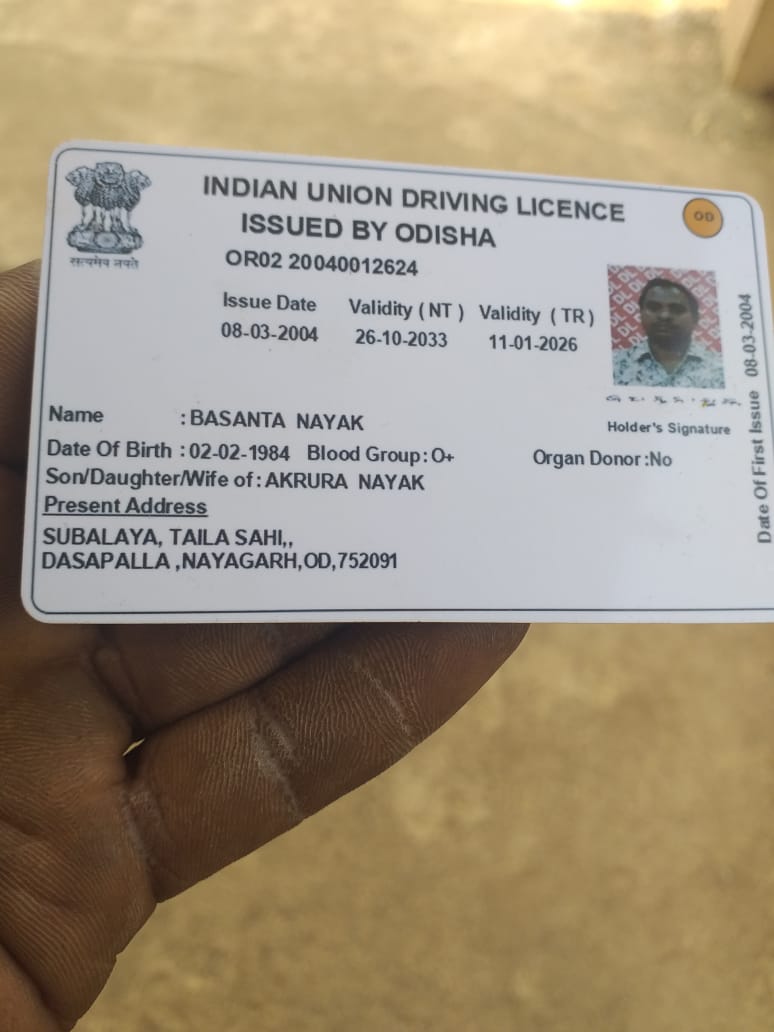 INDIAN UNION DRIVING LICENCE
ISSUED BY ODISHA
OD
सत्यमेव जयते
OR02 20040012624
Issue Date Validity ( NT ) Validity ( TR )
08-03-2004 26-10-2033 11-01-2026
Name : BASANTA NAYAK
Holder's Signature
Date Of Birth : 02-02-1984 Blood Group: O+ Organ Donor :No
Son/Daughter/Wife of : AKRURA NAYAK
Present Address
SUBALAYA, TAILA SAHI,,
DASAPALLA ,NAYAGARH,OD,752091
Date Of First Issue 08-03-2004
DL DL DL